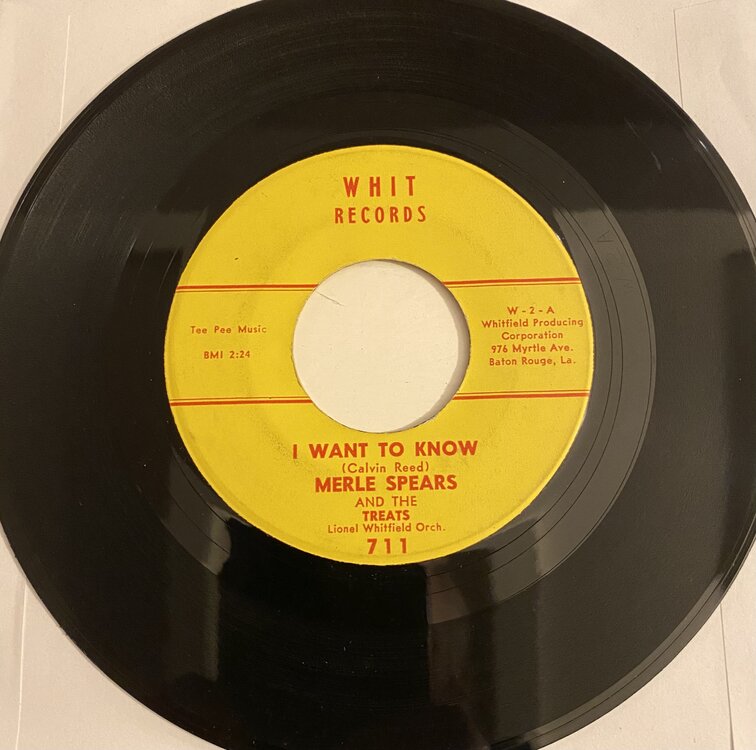 WHIT
RECORDS
Tee Pee Music
BMI 2:24
W-2-A
Whitfield Producing
Corporation
976 Myrtle Ave.
Baton Rouge, La.
I WANT TO KNOW
(Calvin Reed)
MERLE SPEARS
AND THE
TREATS
Lionel Whitfield Orch.
711